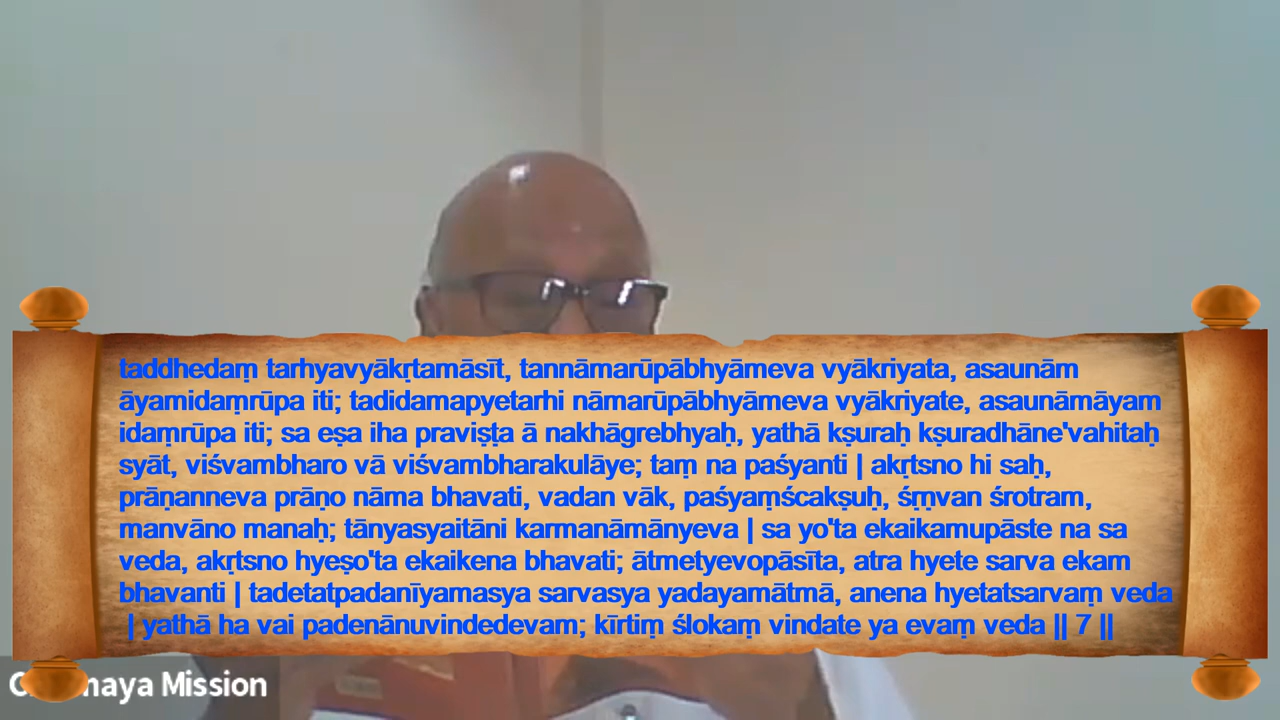 taddhedaṃ tarhyavyākṛtamāsīt, tannāmarūpābhyāmeva vyākriyata, asaunām
āyamidaṃrūpa iti; tadidamapyetarhi nāmarūpābhyāmeva vyākriyate, asaunāmāyam
idaṃrūpa iti; sa eṣa iha praviṣṭa ā nakhāgrebhyaḥ, yathā kṣuraḥ kṣuradhāne'vahitaḥ
syāt, viśvambharo vā viśvambharakulāye; taṃ na paśyanti | akṛtsno hi saḥ,
prāṇanneva prāṇo nāma bhavati, vadan vāk, paśyaṃścakṣuḥ, śṛṇvan śrotram,
manvāno manaḥ; tānyasyaitāni karmanāmānyeva | sa yo'ta ekaikamupāste na sa
veda, akṛtsno hyeṣo'ta ekaikena bhavati; ātmetyevopāsīta, atra hyete sarva ekam
bhavanti | tadetatpadanīyamasya sarvasya yadayamātmā, anena hyetatsarvaṃ veda
| yathā ha vai padenānuvindedevam; kīrtiṃ ślokaṃ vindate ya evaṃ veda || 7 ||
Mission